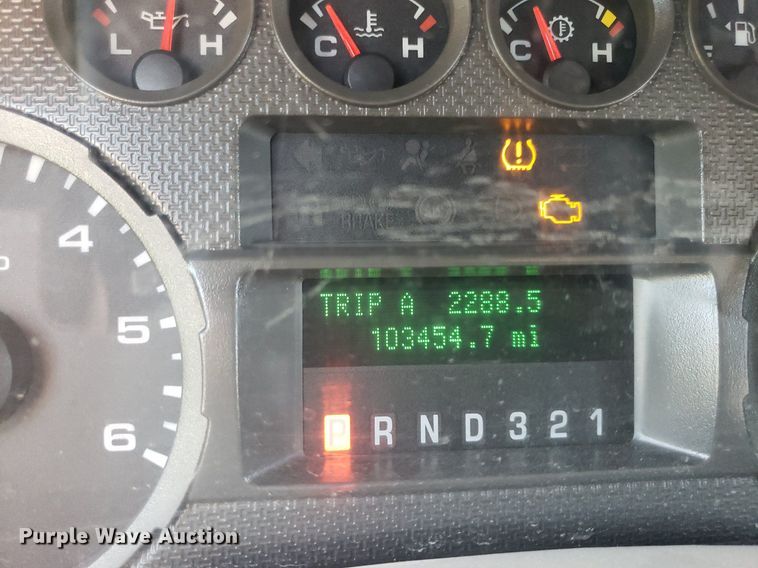 L H
C H
C H
BRAKE
4
5
6
TRIP A 2288.5
103454.7 mi
P R N D 3 2 1
Purple Wave Auction